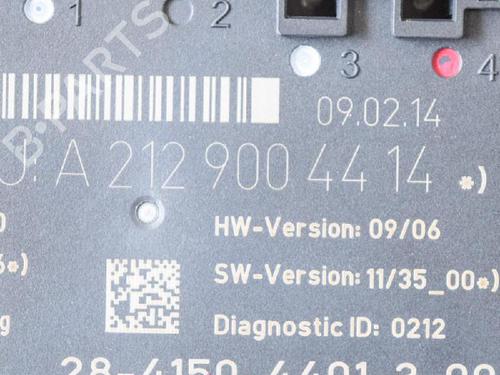 1 2
3 4
09.02.14
A 212 900 44 14 *)
HW-Version: 09/06
SW-Version: 11/35_00*)
Diagnostic ID: 0212
B-PARTS